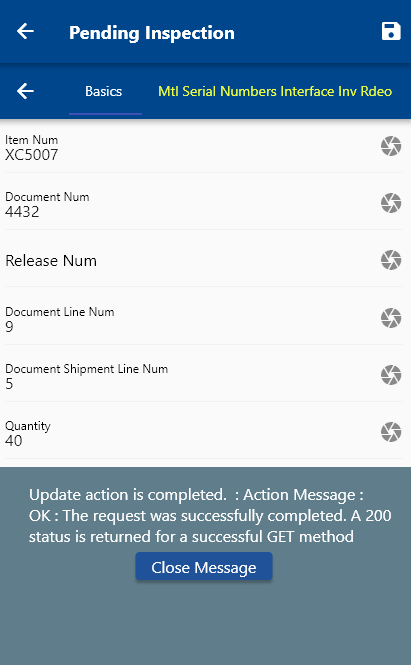 Pending Inspection
Basics Mtl Serial Numbers Interface Inv Rdeo
Item Num
XC5007
Document Num
4432
Release Num
Document Line Num
9
Document Shipment Line Num
5
Quantity
40
Update action is completed.  : Action Message :
OK : The request was successfully completed. A 200
status is returned for a successful GET method
Close Message